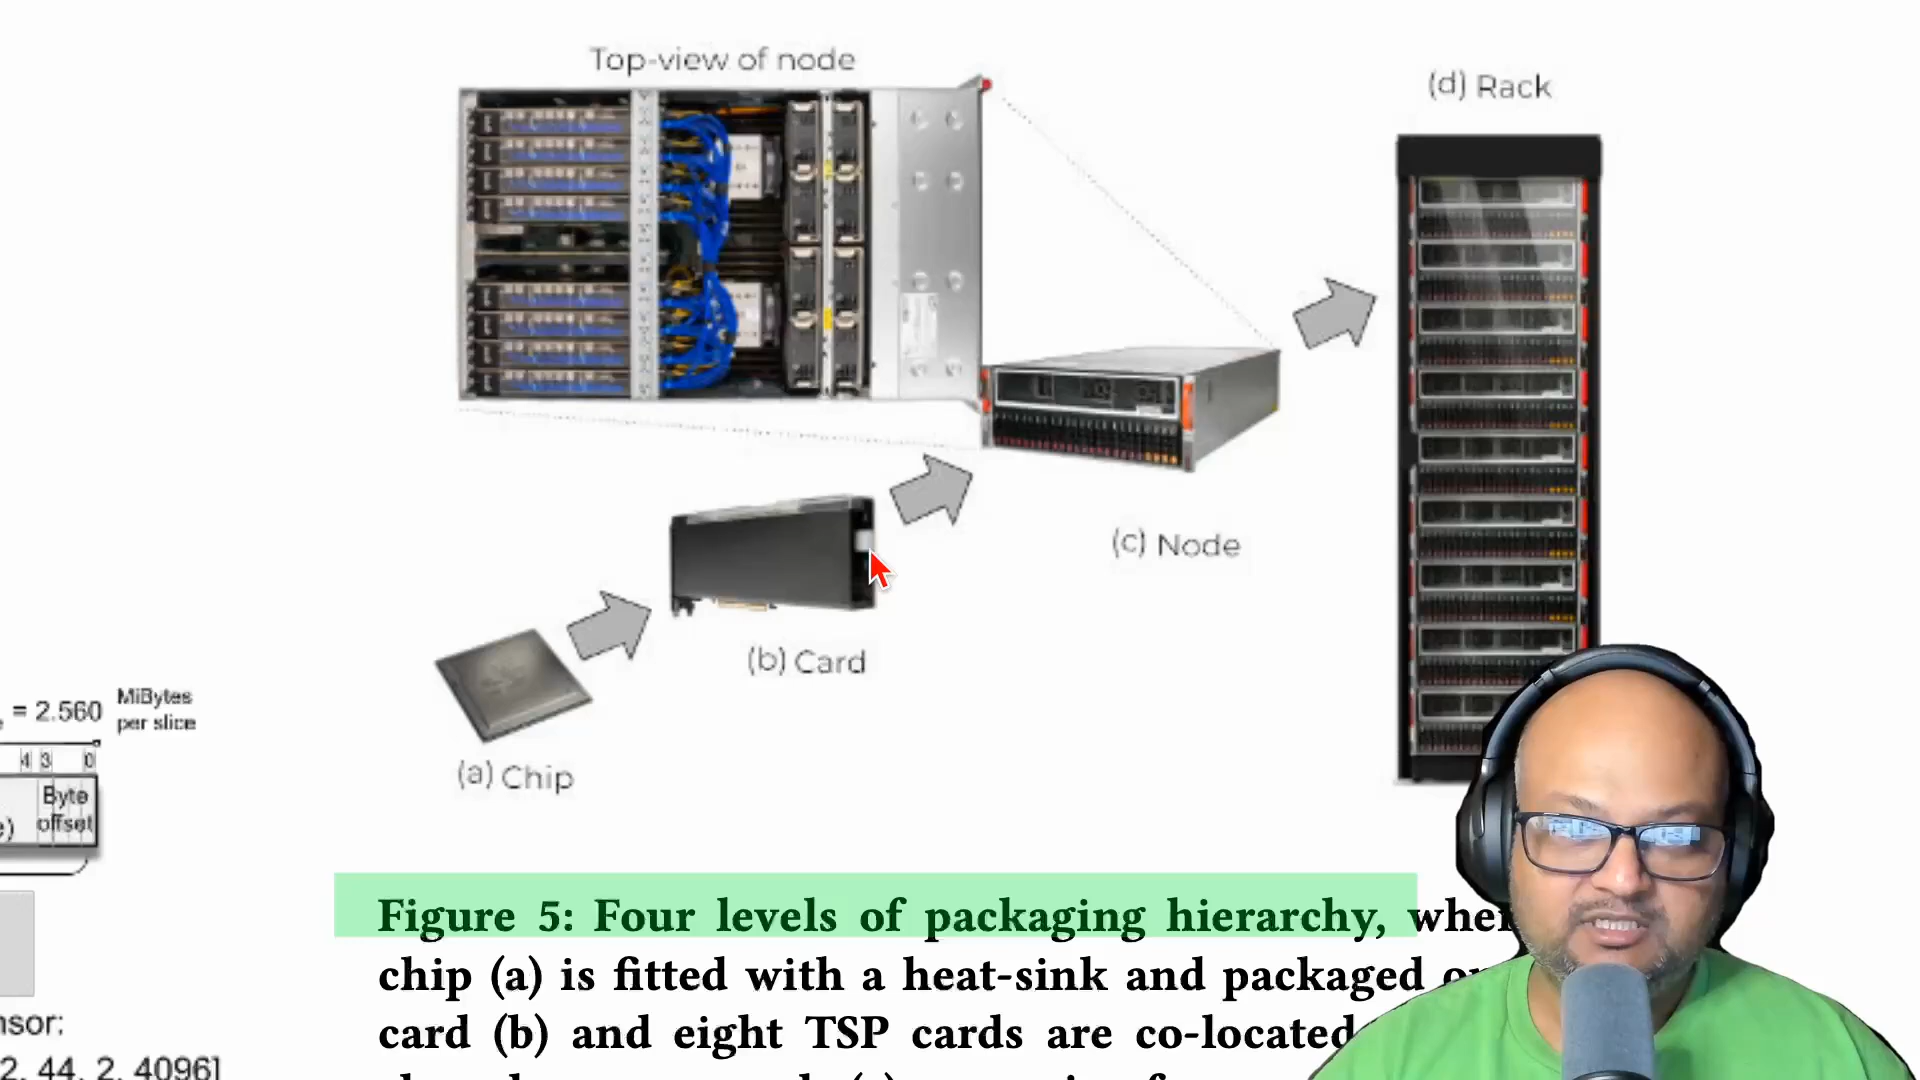 Top-view of node
(d) Rack
(c) Node
(b) Card
(a) Chip
= 2.560 MiBytes
per slice
4 3 0
Byte
offset
Figure 5: Four levels of packaging hierarchy,
chip (a) is fitted with a heat-sink and packaged
card (b) and eight TSP cards are co-located
nsor:
2, 44, 2, 4096]